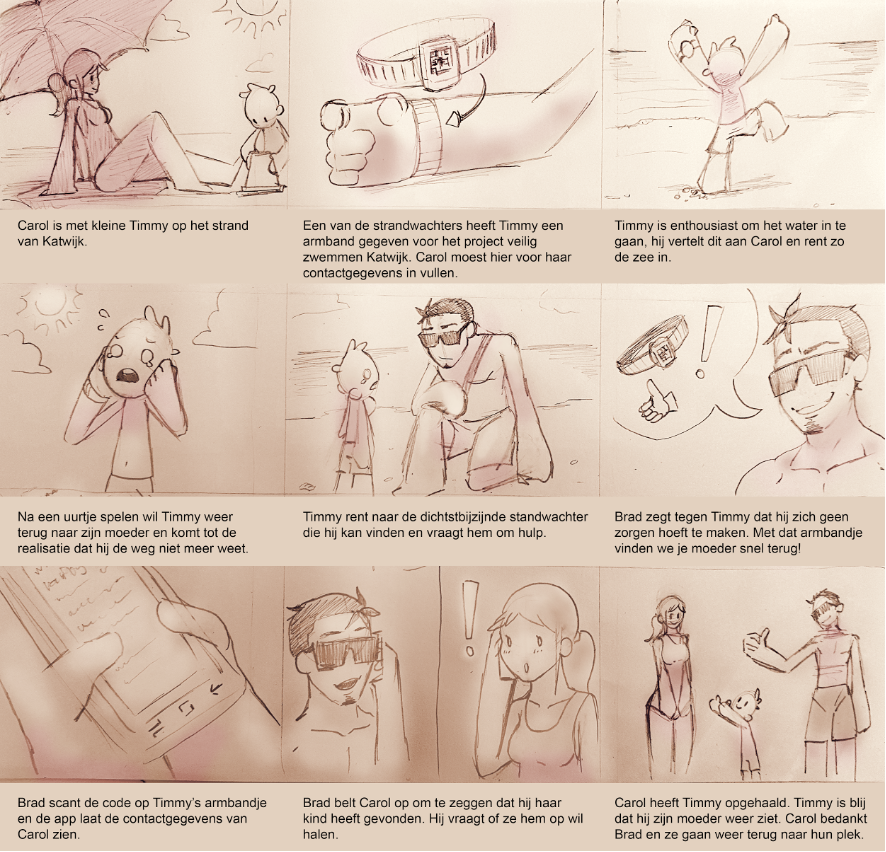 Carol is met kleine Timmy op het strand
van Katwijk.
Een van de strandwachters heeft Timmy een
armband gegeven voor het project veilig
zwemmen Katwijk. Carol moest hier voor haar
contactgegevens in vullen.
Timmy is enthousiast om het water in te
gaan, hij vertelt dit aan Carol en rent zo
de zee in.
!
Na een uurtje spelen wil Timmy weer
terug naar zijn moeder en komt tot de
realisatie dat hij de weg niet meer weet.
Timmy rent naar de dichtstbijzijnde standwachter
die hij kan vinden en vraagt hem om hulp.
Brad zegt tegen Timmy dat hij zich geen
zorgen hoeft te maken. Met dat armbandje
vinden we je moeder snel terug!
!
Brad scant de code op Timmy's armbandje
en de app laat de contactgegevens van
Carol zien.
Brad belt Carol op om te zeggen dat hij haar
kind heeft gevonden. Hij vraagt of ze hem op wil
halen.
Carol heeft Timmy opgehaald. Timmy is blij
dat hij zijn moeder weer ziet. Carol bedankt
Brad en ze gaan weer terug naar hun plek.